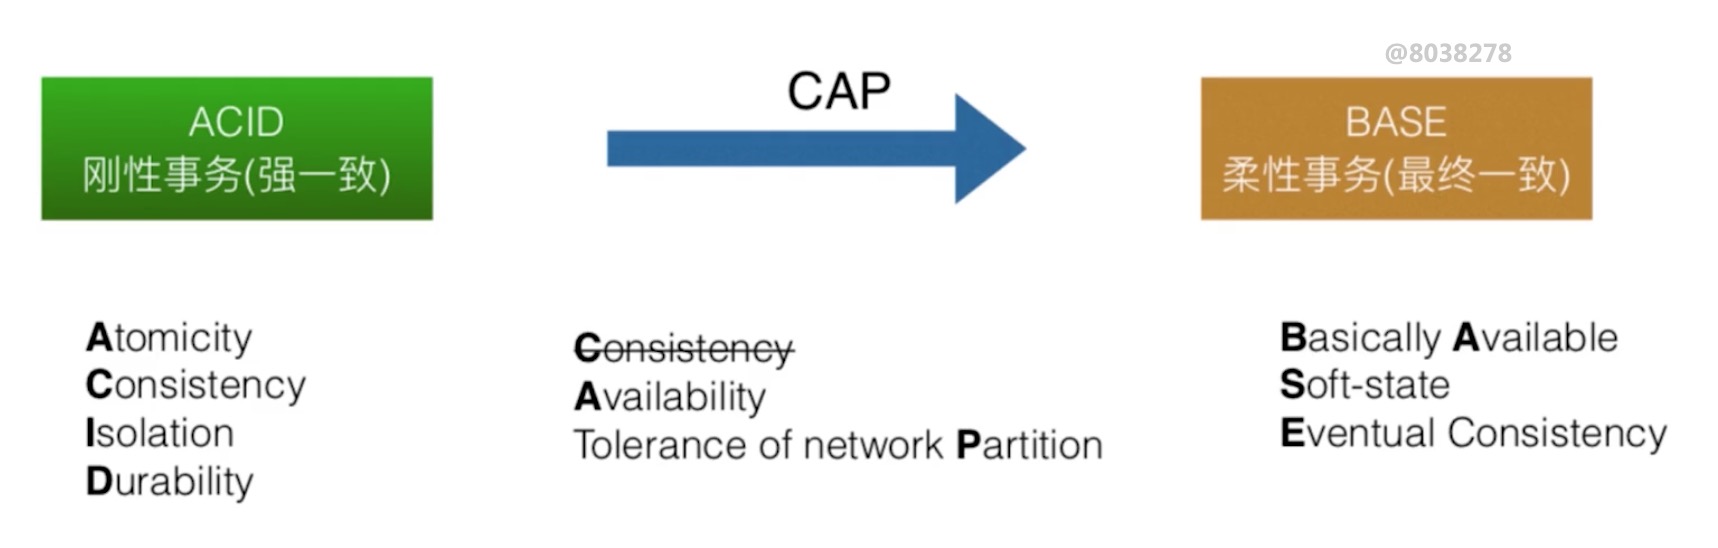 @8038278
ACID
刚性事务(强一致)
CAP
BASE
柔性事务(最终一致)
Atomicity
Consistency
Isolation
Durability
Consistency
Availability
Tolerance of network Partition
Basically Available
Soft-state
Eventual Consistency